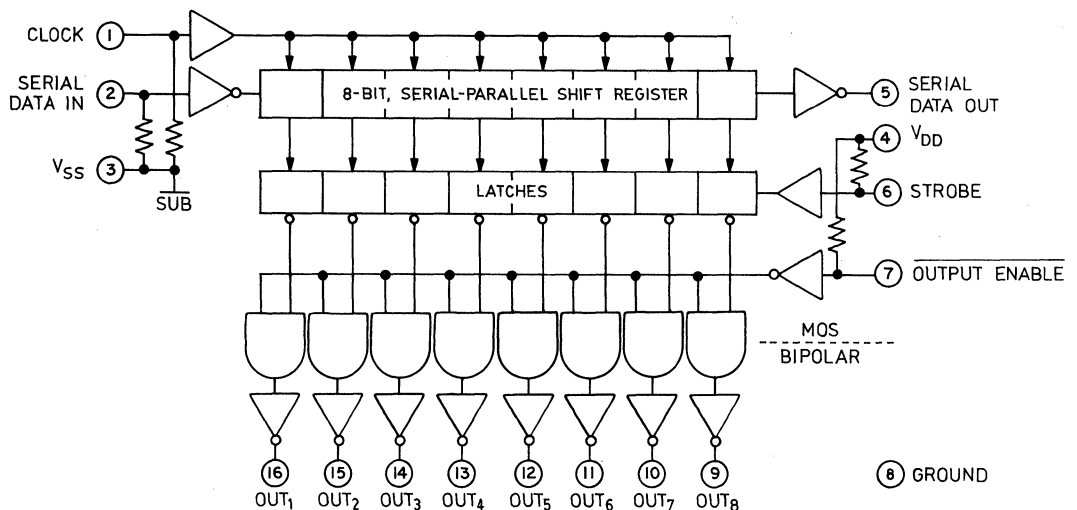 CLOCK 1
SERIAL
DATA IN 2
8-BIT, SERIAL-PARALLEL SHIFT REGISTER
5 SERIAL
DATA OUT
4 VDD
VSS 3
SUB
LATCHES
6 STROBE
7 OUTPUT ENABLE
MOS
BIPOLAR
16 15 14 13 12 11 10 9
OUT1 OUT2 OUT3 OUT4 OUT5 OUT6 OUT7 OUT8
8 GROUND